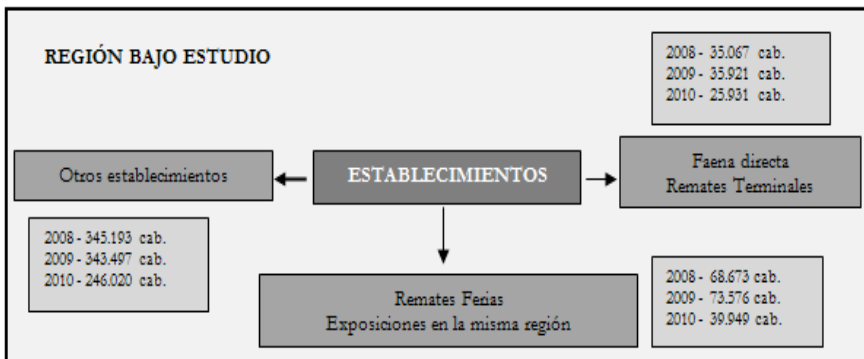 REGIÓN BAJO ESTUDIO
2008 - 35.067 cab.
2009 - 35.921 cab.
2010 - 25.931 cab.
Otros establecimientos
ESTABLECIMIENTOS
Faena directa
Remates Terminales
2008 - 345.193 cab.
2009 - 343.497 cab.
2010 - 246.020 cab.
Remates Ferias
Exposiciones en la misma región
2008 - 68.673 cab.
2009 - 73.576 cab.
2010 - 39.949 cab.